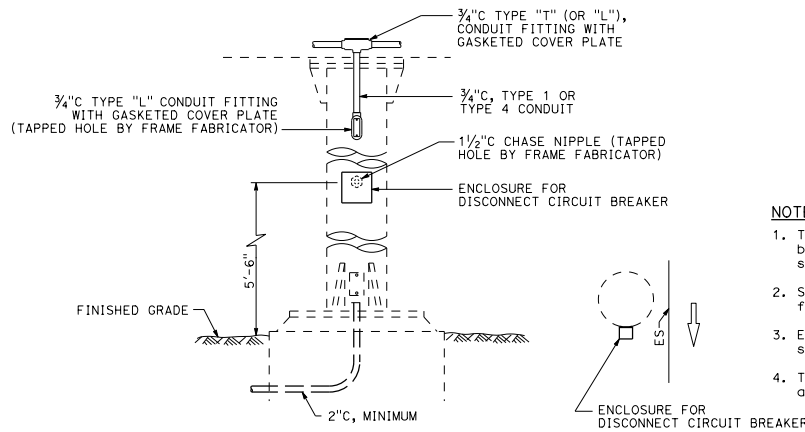 ¾"C TYPE "T" (OR "L"),
CONDUIT FITTING WITH
GASKETED COVER PLATE
¾"C TYPE "L" CONDUIT FITTING
WITH GASKETED COVER PLATE
(TAPPED HOLE BY FRAME FABRICATOR)
¾"C, TYPE 1 OR
TYPE 4 CONDUIT
1½"C CHASE NIPPLE (TAPPED
HOLE BY FRAME FABRICATOR)
ENCLOSURE FOR
DISCONNECT CIRCUIT BREAKER
5'-6"
FINISHED GRADE
2"C, MINIMUM
ES
ENCLOSURE FOR
DISCONNECT CIRCUIT BREAKER
1.
2.
3.
4.